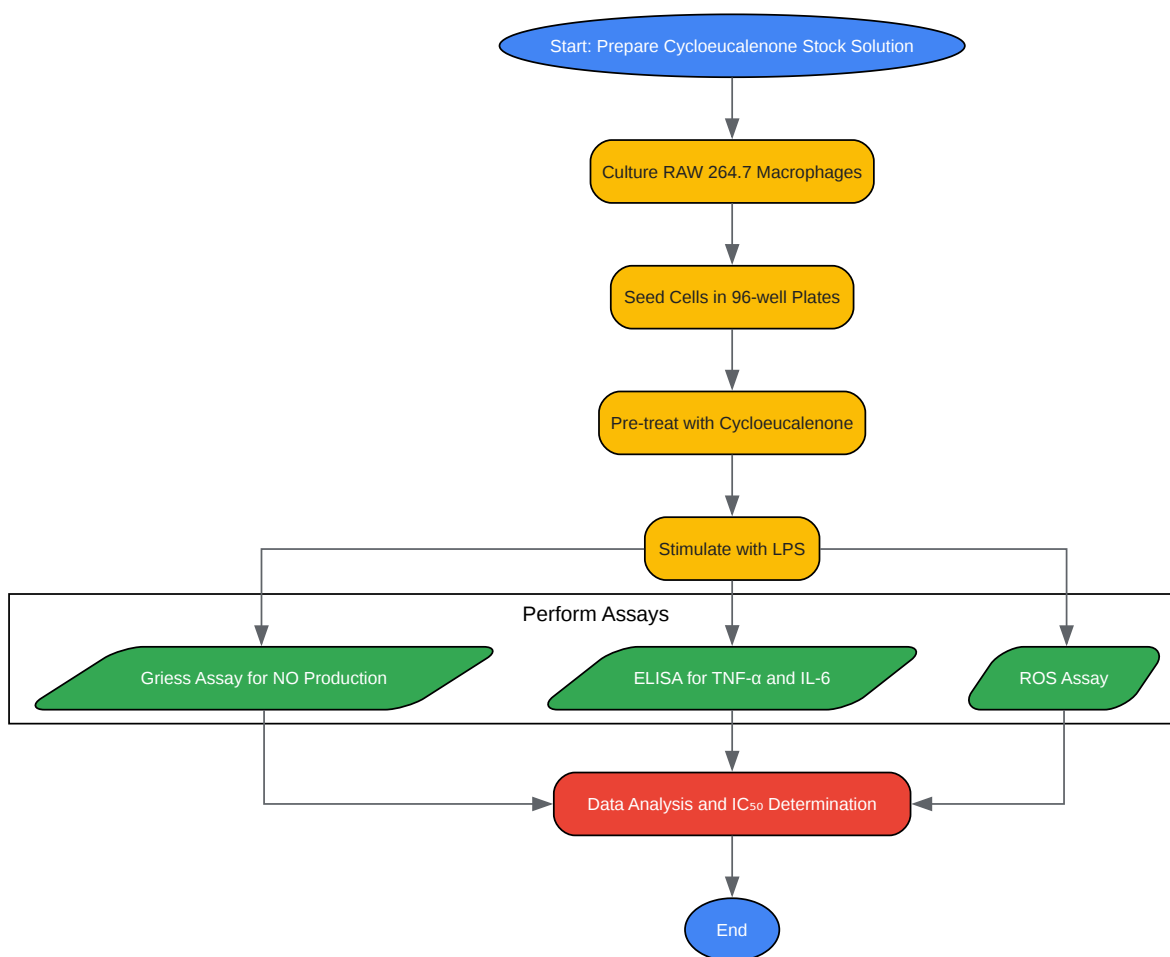 Start: Prepare Cycloeucalenone Stock Solution
Culture RAW 264.7 Macrophages
Seed Cells in 96-well Plates
Pre-treat with Cycloeucalenone
Stimulate with LPS
Perform Assays
Griess Assay for NO Production
ELISA for TNF-α and IL-6
ROS Assay
Data Analysis and IC₅₀ Determination
End